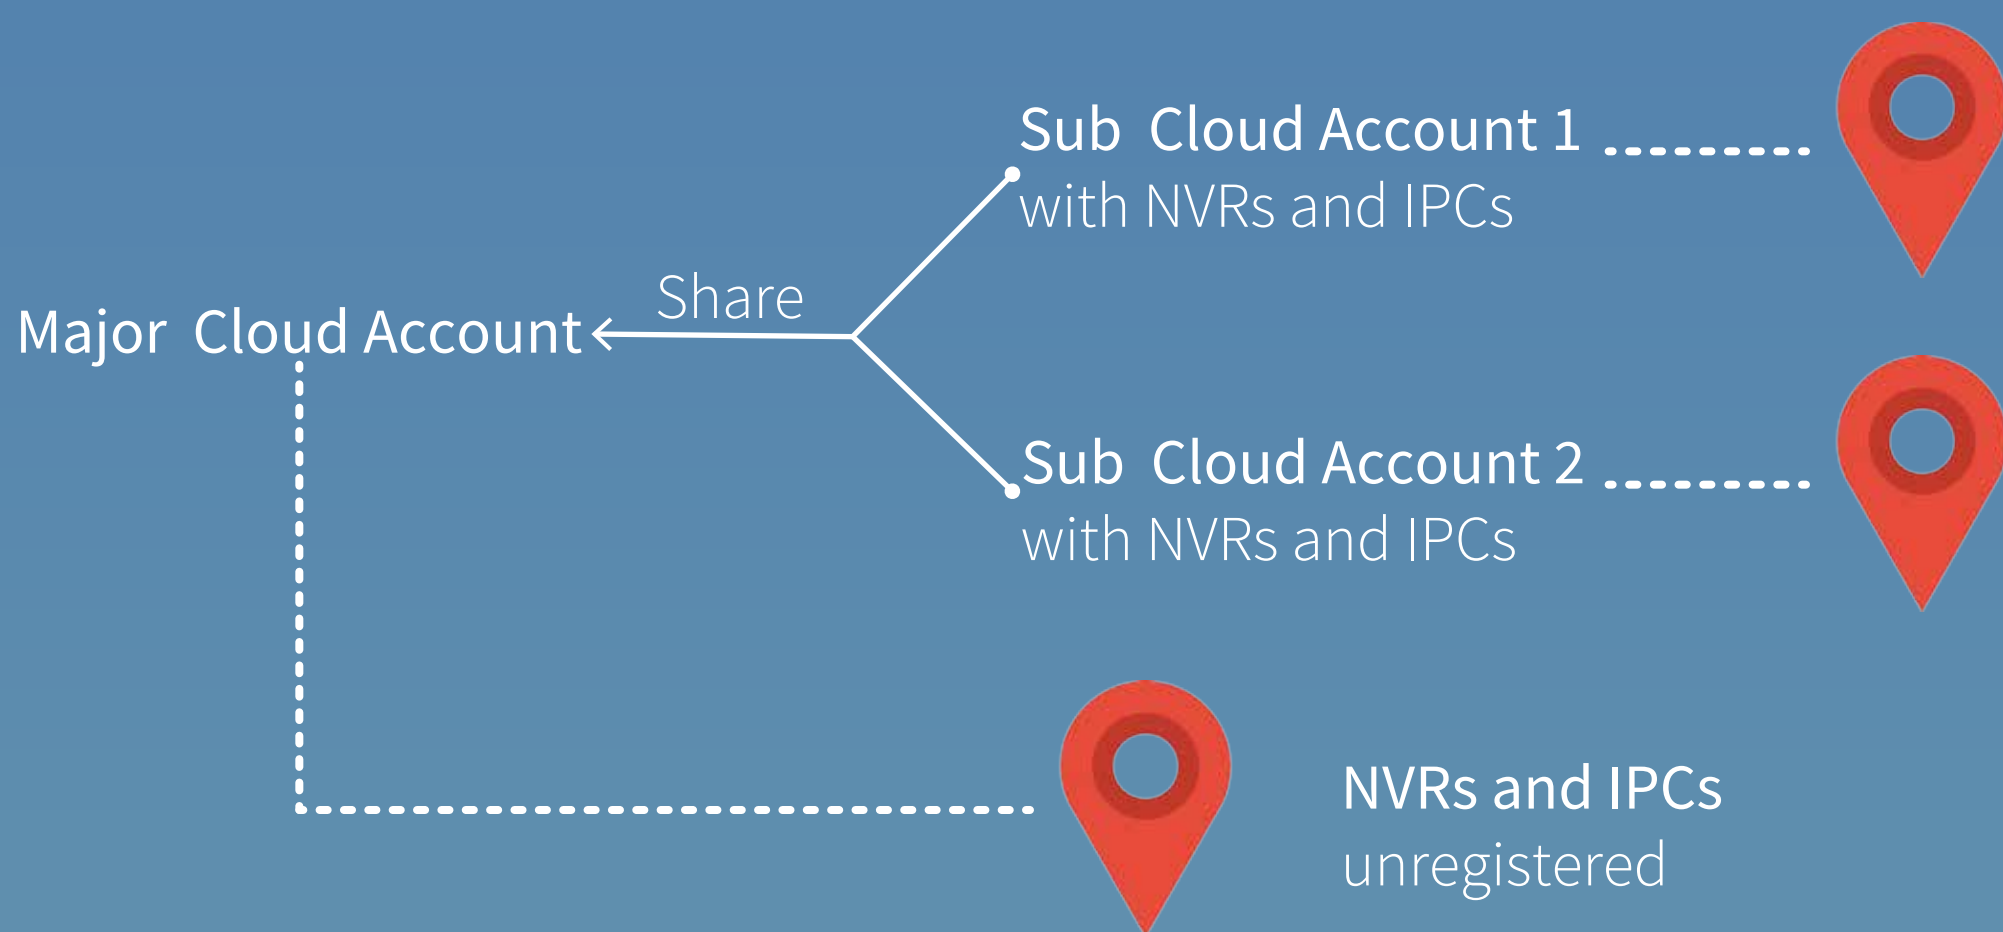 Sub Cloud Account 1
with NVRs and IPCs
Share
Major Cloud Account
Sub Cloud Account 2
with NVRs and IPCs
NVRs and IPCs
unregistered